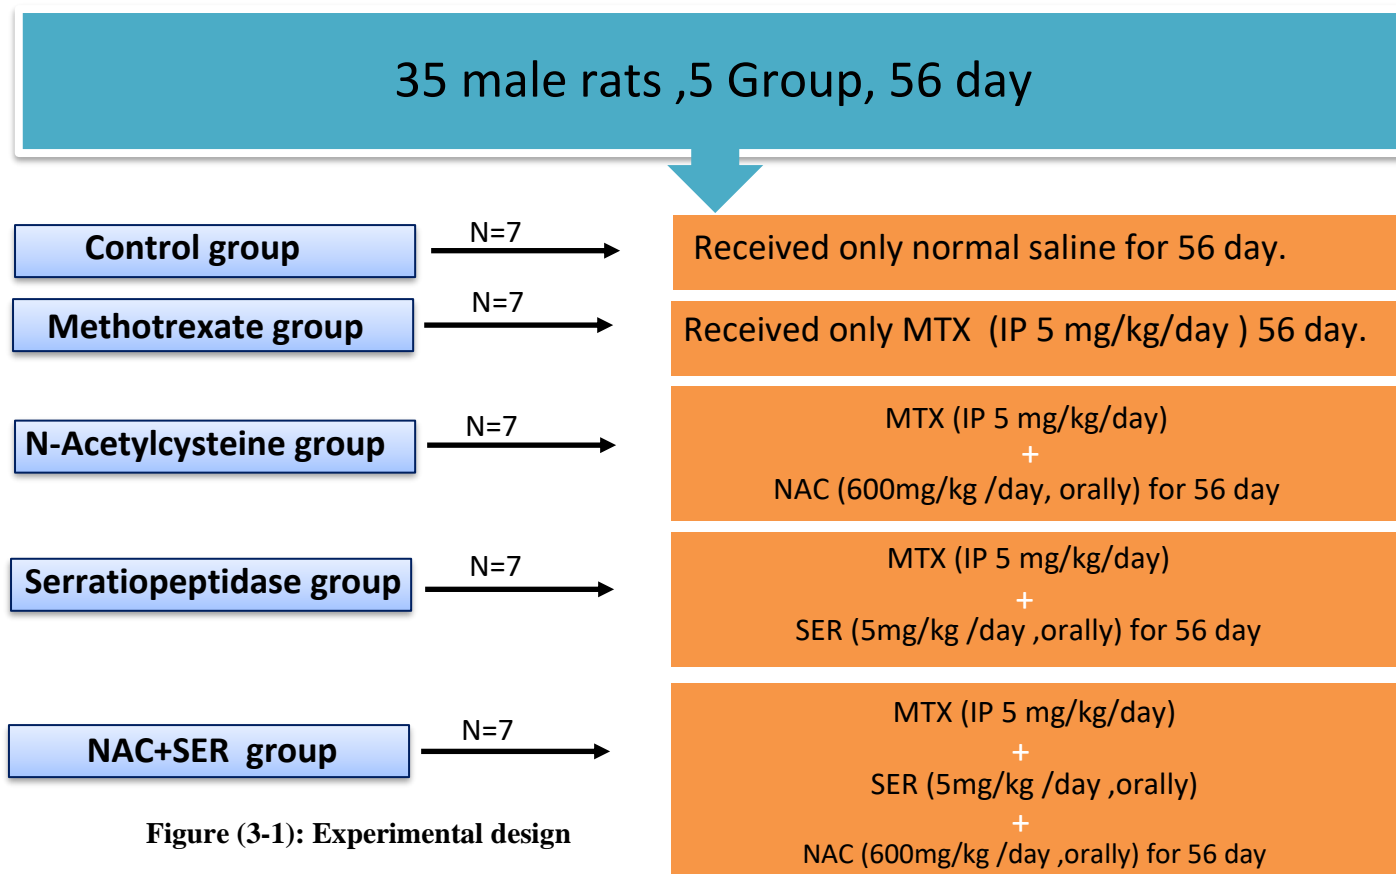 35 male rats ,5 Group, 56 day
Control group
N=7
Received only normal saline for 56 day.
Methotrexate group
N=7
Received only MTX (IP 5 mg/kg/day ) 56 day.
N-Acetylcysteine group
N=7
MTX (IP 5 mg/kg/day)
+
NAC (600mg/kg /day, orally) for 56 day
Serratiopeptidase group
N=7
MTX (IP 5 mg/kg/day)
+
SER (5mg/kg /day ,orally) for 56 day
NAC+SER group
N=7
MTX (IP 5 mg/kg/day)
+
SER (5mg/kg /day ,orally)
+
NAC (600mg/kg /day ,orally) for 56 day
Figure (3-1): Experimental design